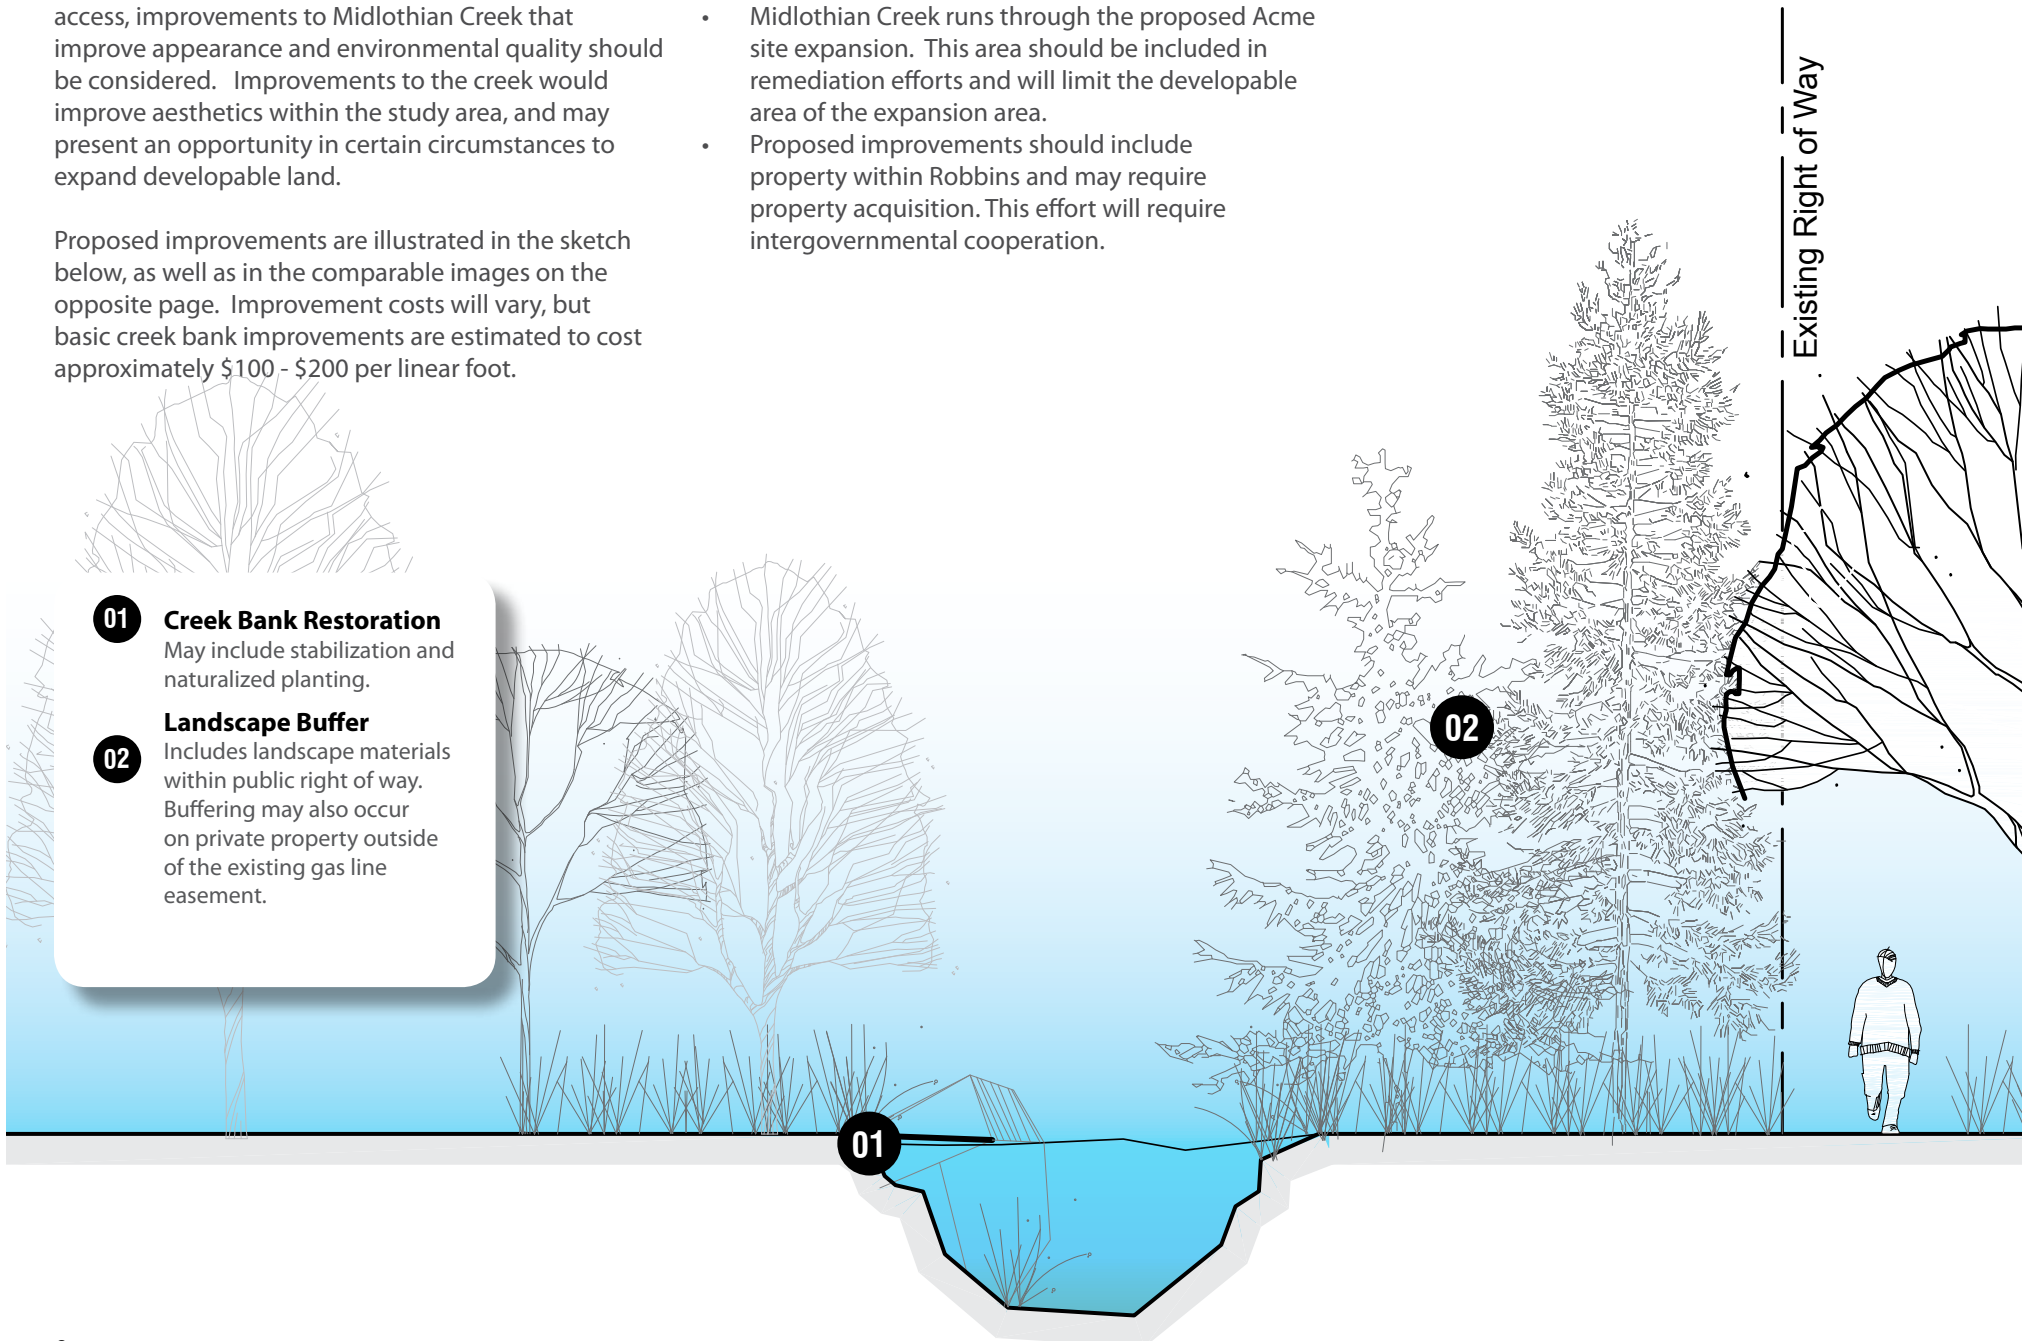 access, improvements to Midlothian Creek that
improve appearance and environmental quality should
be considered.   Improvements to the creek would
improve aesthetics within the study area, and may
present an opportunity in certain circumstances to
expand developable land.
Proposed improvements are illustrated in the sketch
below, as well as in the comparable images on the
opposite page.  Improvement costs will vary, but
basic creek bank improvements are estimated to cost
approximately $100 - $200 per linear foot.
• Midlothian Creek runs through the proposed Acme
site expansion.  This area should be included in
remediation efforts and will limit the developable
area of the expansion area.
• Proposed improvements should include
property within Robbins and may require
property acquisition. This effort will require
intergovernmental cooperation.
Existing Right of Way
01 Creek Bank Restoration
May include stabilization and
naturalized planting.
Landscape Buffer
02 Includes landscape materials
within public right of way.
Buffering may also occur
on private property outside
of the existing gas line
easement.
02
01